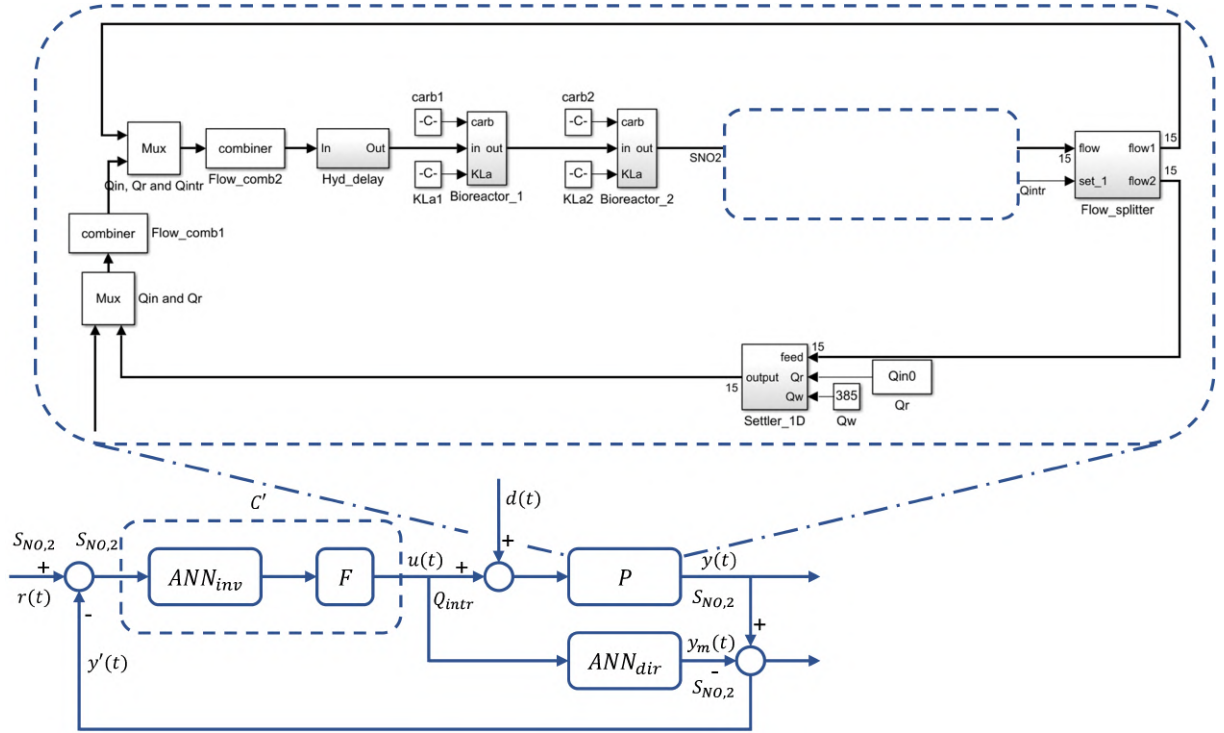 carb1
-C-
carb
in out
KLa
-C-
KLa1
Bioreactor_1
carb2
-C-
carb
in out
KLa
-C-
KLa2
Bioreactor_2
SNO2
Mux
Qin, Qr and Qintr
combiner
Flow_comb2
In Out
Hyd_delay
15
Qintr
flow flow1
set_1 flow2
Flow_splitter
15
15
combiner
Flow_comb1
Mux
Qin and Qr
15
feed
output Qr
Qw
Settler_1D
15
Qin0
Qr
385
Qw
C'
d(t)
S_{NO,2}
+
r(t)
S_{NO,2}
-
ANN_{inv}
F
u(t)
Q_{intr}
+
+
P
y(t)
S_{NO,2}
+
ANN_{dir}
y_m(t)
-
S_{NO,2}
y'(t)